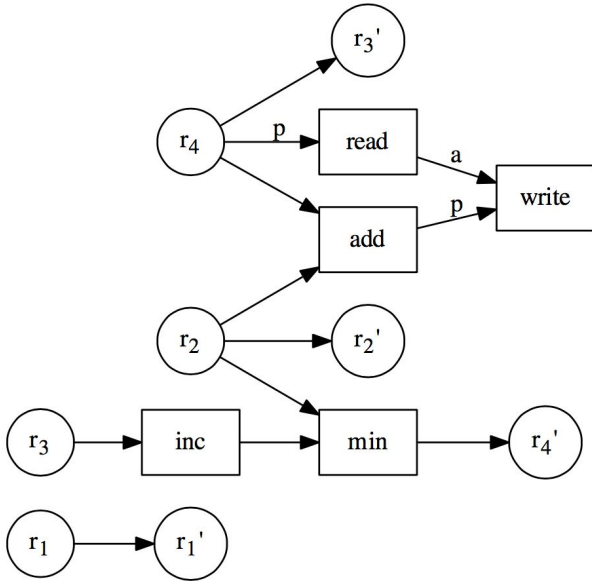 r₃'
r₄ p read a
write
add p
r₂ r₂'
r₃ inc min r₄'
r₁ r₁'